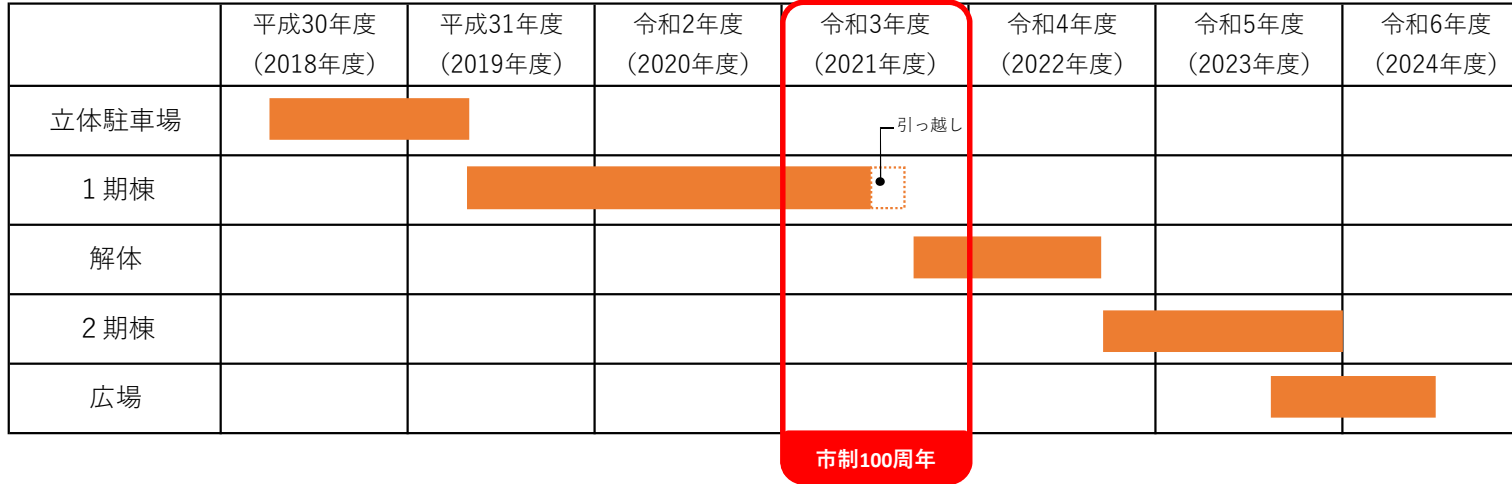 平成30年度 平成31年度 令和2年度 令和3年度 令和4年度 令和5年度 令和6年度
（2018年度） （2019年度） （2020年度） （2021年度） （2022年度） （2023年度） （2024年度）
立体駐車場
引っ越し
１期棟
解体
２期棟
広場
市制100周年